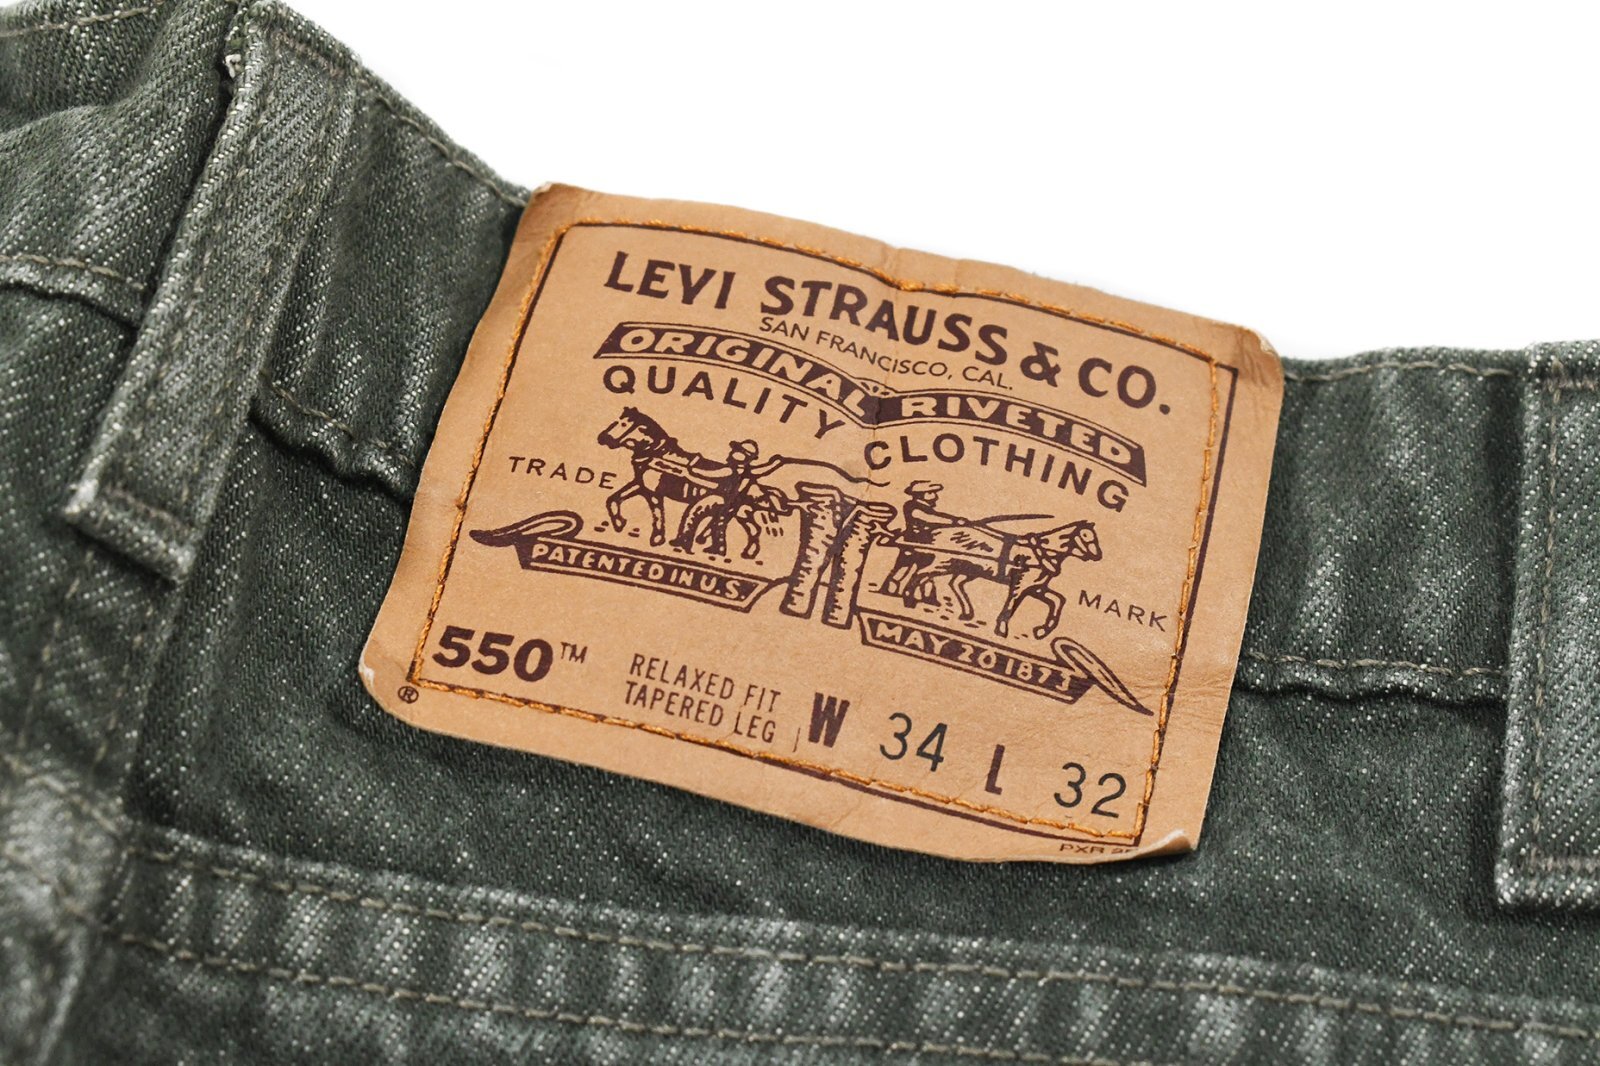 LEVI STRAUSS & CO.
SAN FRANCISCO, CAL.
ORIGINAL RIVETED
QUALITY CLOTHING
TRADE MARK
PATENTED IN U.S.
MAY 20 1873
550™
RELAXED FIT
TAPERED LEG
W 34 L 32
®
PXR